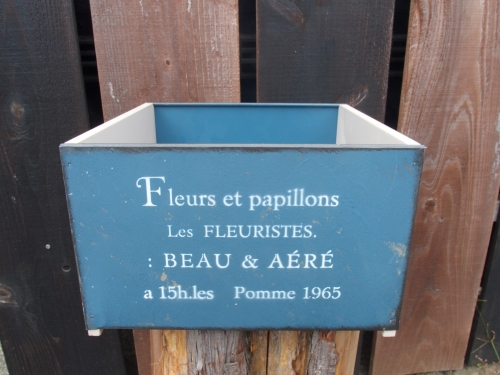 Fleurs et papillons
Les FLEURISTES.
: BEAU & AÉRÉ
a 15h.les Pomme 1965